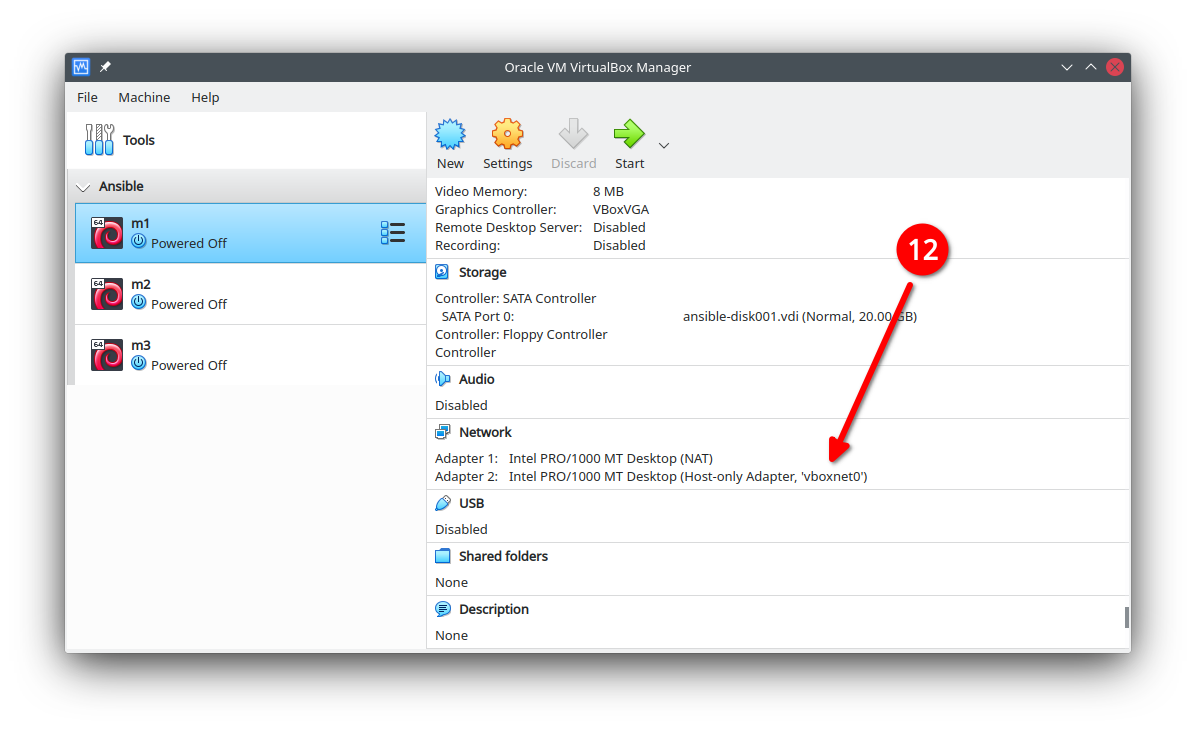 Oracle VM VirtualBox Manager
File Machine Help
Tools
New Settings Discard Start
Ansible
64 m1
Powered Off
64 m2
Powered Off
64 m3
Powered Off
Video Memory: 8 MB
Graphics Controller: VBoxVGA
Remote Desktop Server: Disabled
Recording: Disabled
12
Storage
Controller: SATA Controller
SATA Port 0: ansible-disk001.vdi (Normal, 20.00 GB)
Controller: Floppy Controller
Controller
Audio
Disabled
Network
Adapter 1: Intel PRO/1000 MT Desktop (NAT)
Adapter 2: Intel PRO/1000 MT Desktop (Host-only Adapter, 'vboxnet0')
USB
Disabled
Shared folders
None
Description
None